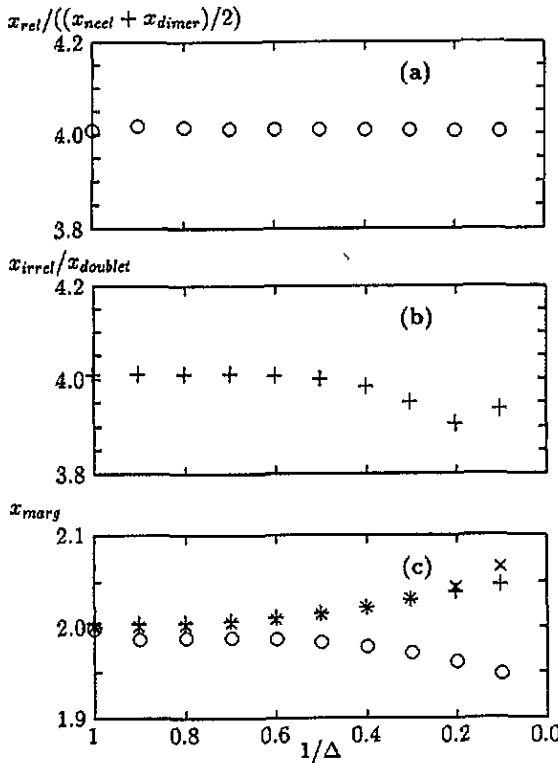 x_rel/((x_neel + x_dimer)/2)
4.2
(a)
4.0
3.8
x_irrel/x_doublet
4.2
(b)
4.0
3.8
x_marg
2.1
(c)
2.0
1.9
1 0.8 0.6 0.4 0.2 0.0
1/Δ